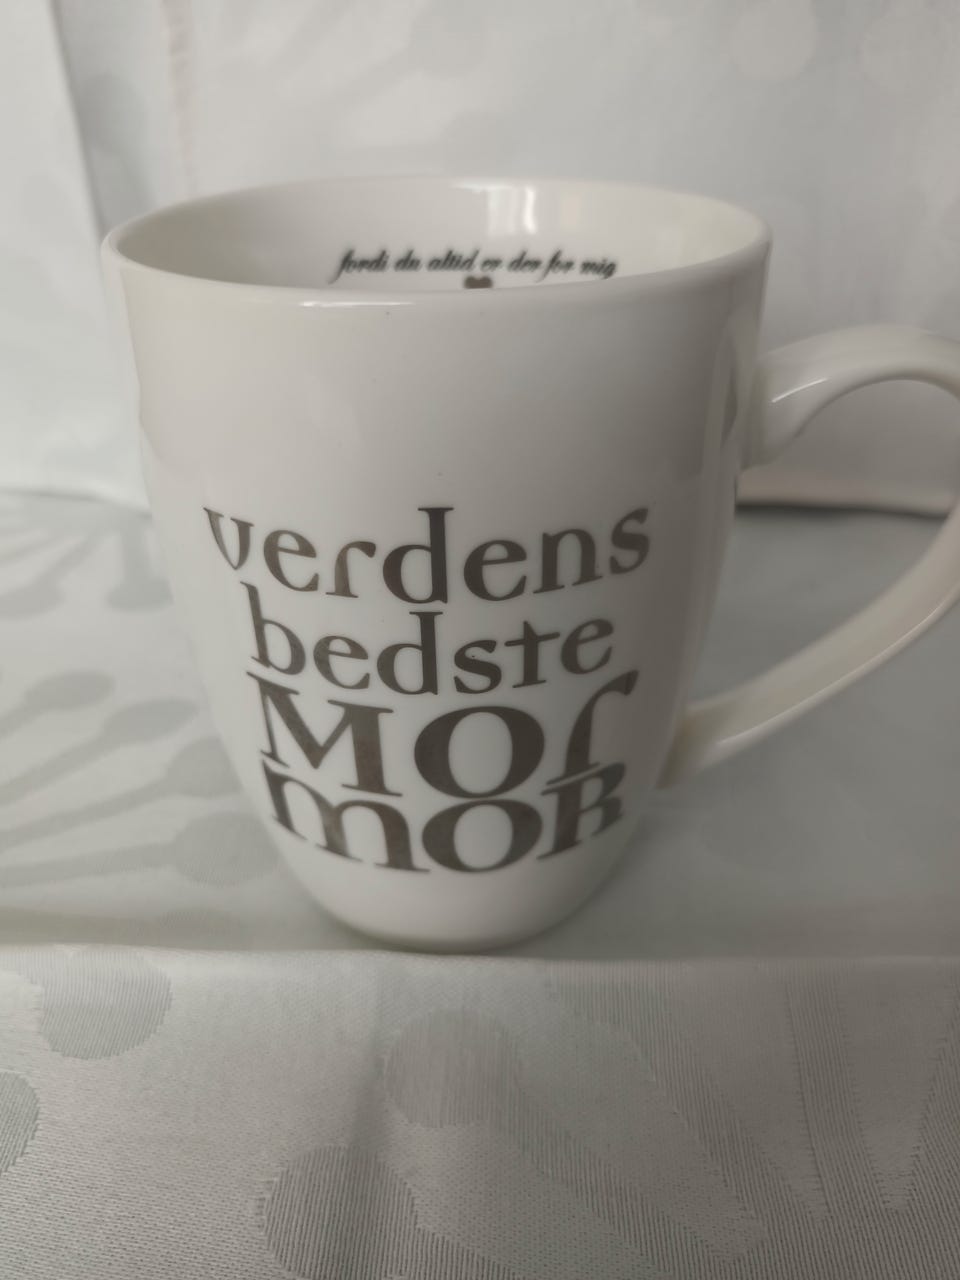 fordi du altid er der for mig
verdens
bedste
Mor
moR